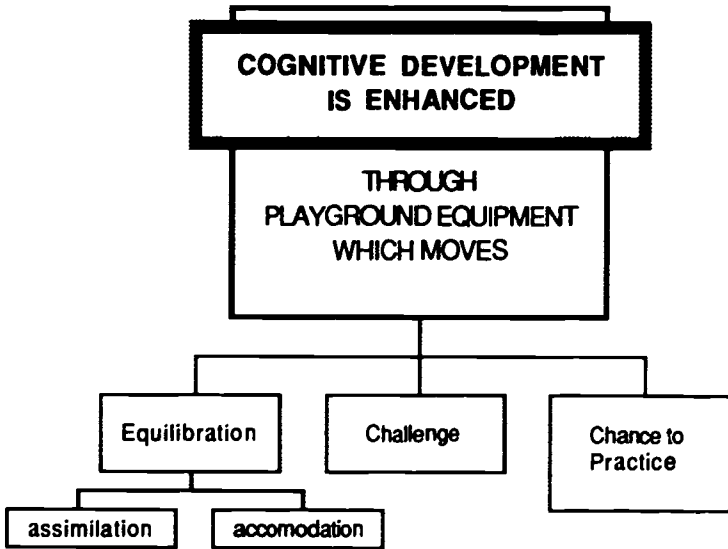 COGNITIVE DEVELOPMENT
IS ENHANCED
THROUGH
PLAYGROUND EQUIPMENT
WHICH MOVES
Equilibration
Challenge
Chance to
Practice
assimilation
accomodation